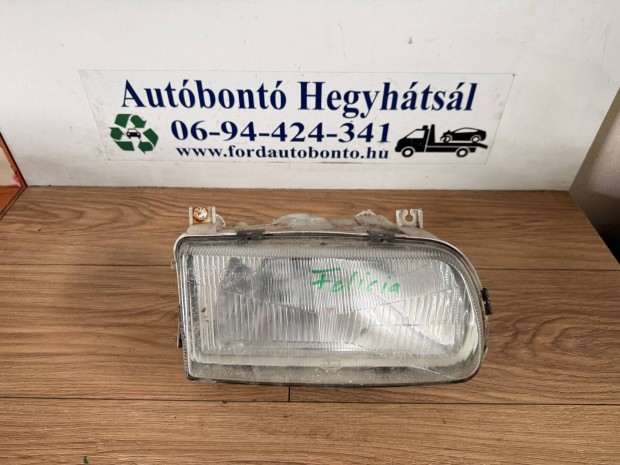 Autóbontó Hegyhátsál
06-94-424-341
www.fordautobonto.hu
Felicia